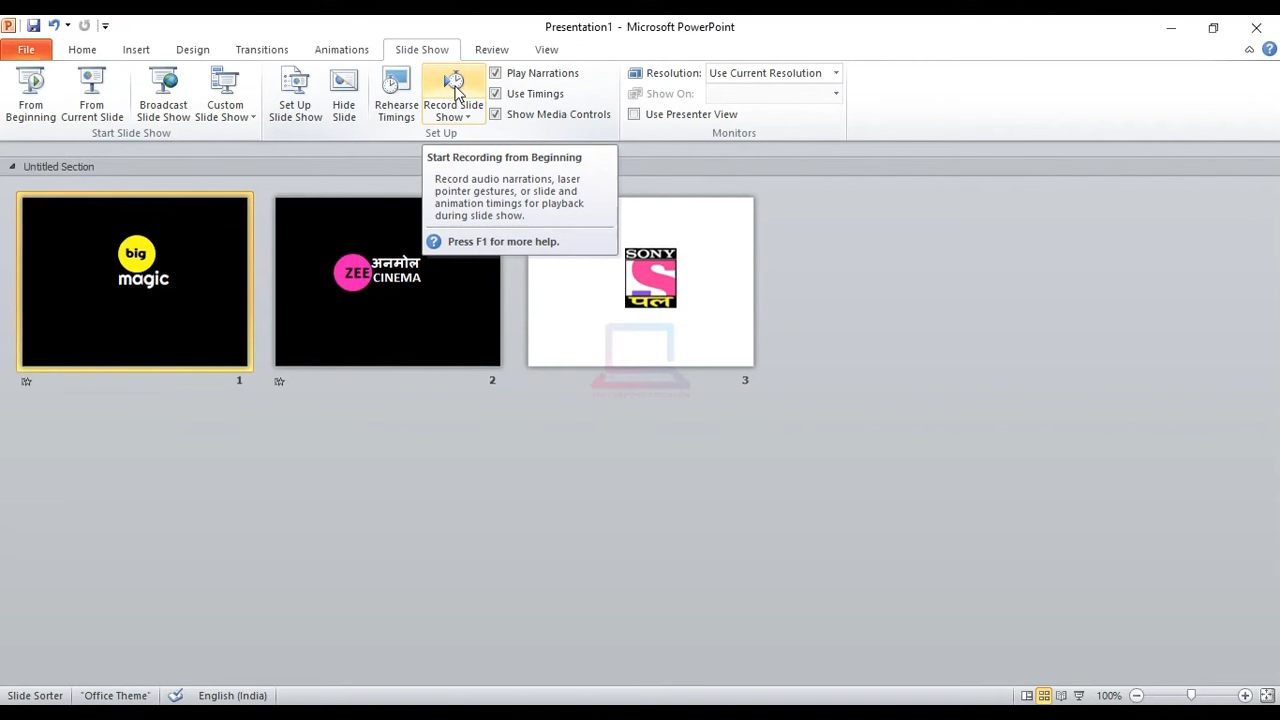 Presentation1 - Microsoft PowerPoint
File Home Insert Design Transitions Animations Slide Show Review View
From Beginning
From Current Slide
Broadcast Slide Show
Custom Slide Show
Start Slide Show
Set Up Slide Show
Hide Slide
Rehearse Timings
Record Slide Show
Play Narrations
Use Timings
Show Media Controls
Set Up
Resolution: Use Current Resolution
Show On:
Use Presenter View
Monitors
Untitled Section
Start Recording from Beginning
Record audio narrations, laser
pointer gestures, or slide and
animation timings for playback
during slide show.
Press F1 for more help.
big
magic
1
ZEE अनमोल
CINEMA
2
SONY
S
पल
3
Slide Sorter "Office Theme" English (India) 100%